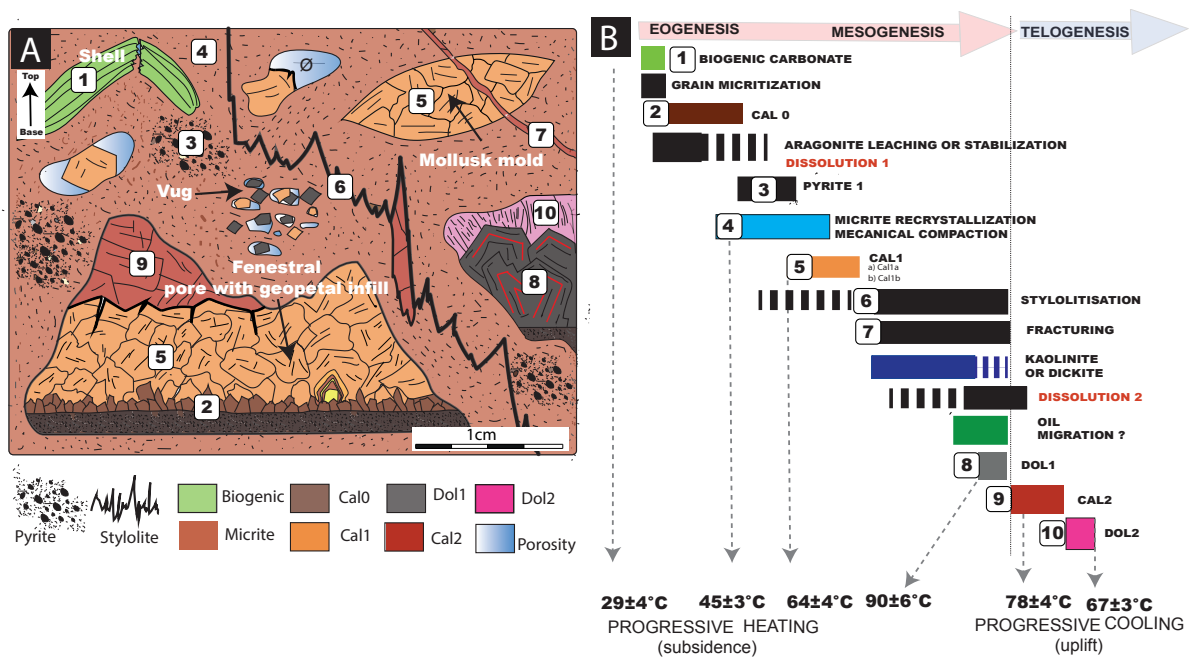 A
Top
Base
Shell
1
4
Ø
5
7
3
Mollusk mold
Vug
6
10
9
Fenestral
pore with geopetal infill
8
5
2
1cm
Pyrite
Stylolite
Biogenic
Cal0
Dol1
Dol2
Micrite
Cal1
Cal2
Porosity
B
EOGENESIS
MESOGENESIS
TELOGENESIS
1 BIOGENIC CARBONATE
GRAIN MICRITIZATION
2 CAL 0
ARAGONITE LEACHING OR STABILIZATION
DISSOLUTION 1
3 PYRITE 1
4 MICRITE RECRYSTALLIZATION
MECANICAL COMPACTION
5 CAL1
a) Cal1a
b) Cal1b
6 STYLOLITISATION
7 FRACTURING
KAOLINITE
OR DICKITE
DISSOLUTION 2
OIL
MIGRATION ?
8 DOL1
9 CAL2
10 DOL2
29±4°C 45±3°C 64±4°C 90±6°C 78±4°C 67±3°C
PROGRESSIVE HEATING
(subsidence)
PROGRESSIVE COOLING
(uplift)